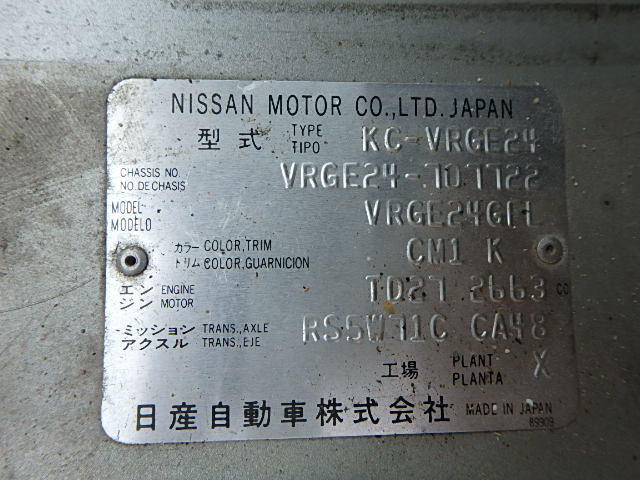 NISSAN MOTOR CO.,LTD. JAPAN
型式 TYPE TIPO KC-VRGE24
CHASSIS NO. NO.DE CHASIS VRGE24-707722
MODEL MODELO
カラー COLOR,TRIM トリム COLOR,GUARNICION CM1 K
エンジン ENGINE MOTOR TD27 2663 cc
ミッション TRANS.,AXLE アクスル TRANS.,EJE RS5W71C CA48
工場 PLANT PLANTA X
日産自動車株式会社 MADE IN JAPAN
89909